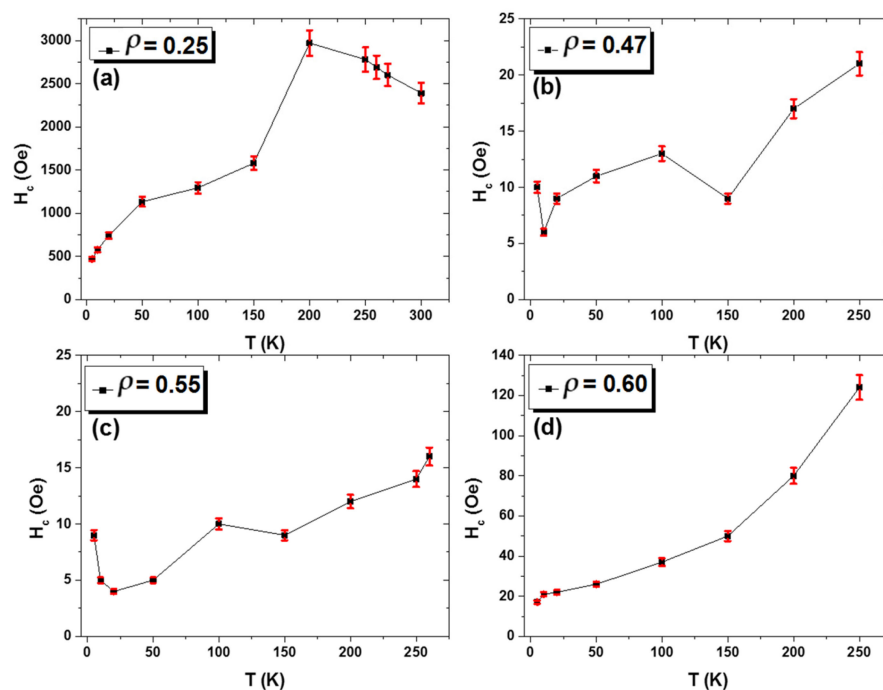 ρ = 0.25
(a)
3000
2500
2000
1500
1000
500
0
H_c (Oe)
0 50 100 150 200 250 300
T (K)
ρ = 0.47
(b)
25
20
15
10
5
0
H_c (Oe)
0 50 100 150 200 250
T (K)
ρ = 0.55
(c)
25
20
15
10
5
0
H_c (Oe)
0 50 100 150 200 250
T (K)
ρ = 0.60
(d)
140
120
100
80
60
40
20
0
H_c (Oe)
0 50 100 150 200 250
T (K)